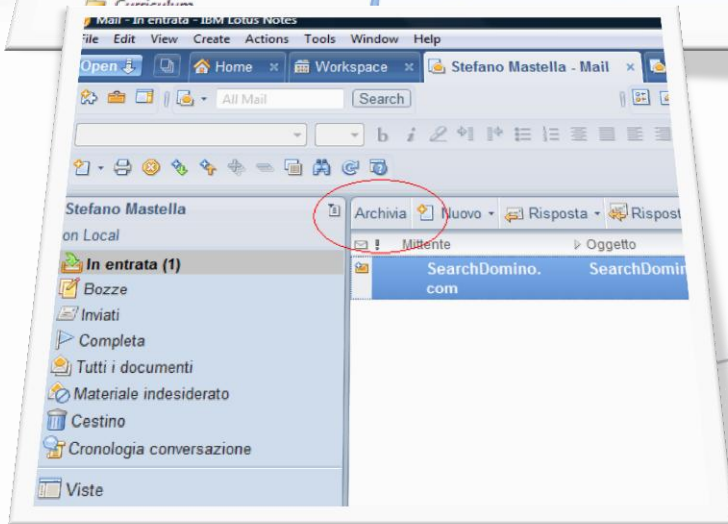 Curriculum
Mail - In entrata - IBM Lotus Notes
File Edit View Create Actions Tools Window Help
Open Home × Workspace × Stefano Mastella - Mail ×
All Mail Search
b i
Stefano Mastella
on Local
Archivia Nuovo Risposta Rispost
! Mittente Oggetto
In entrata (1)
SearchDomino. SearchDomin
com
Bozze
Inviati
Completa
Tutti i documenti
Materiale indesiderato
Cestino
Cronologia conversazione
Viste